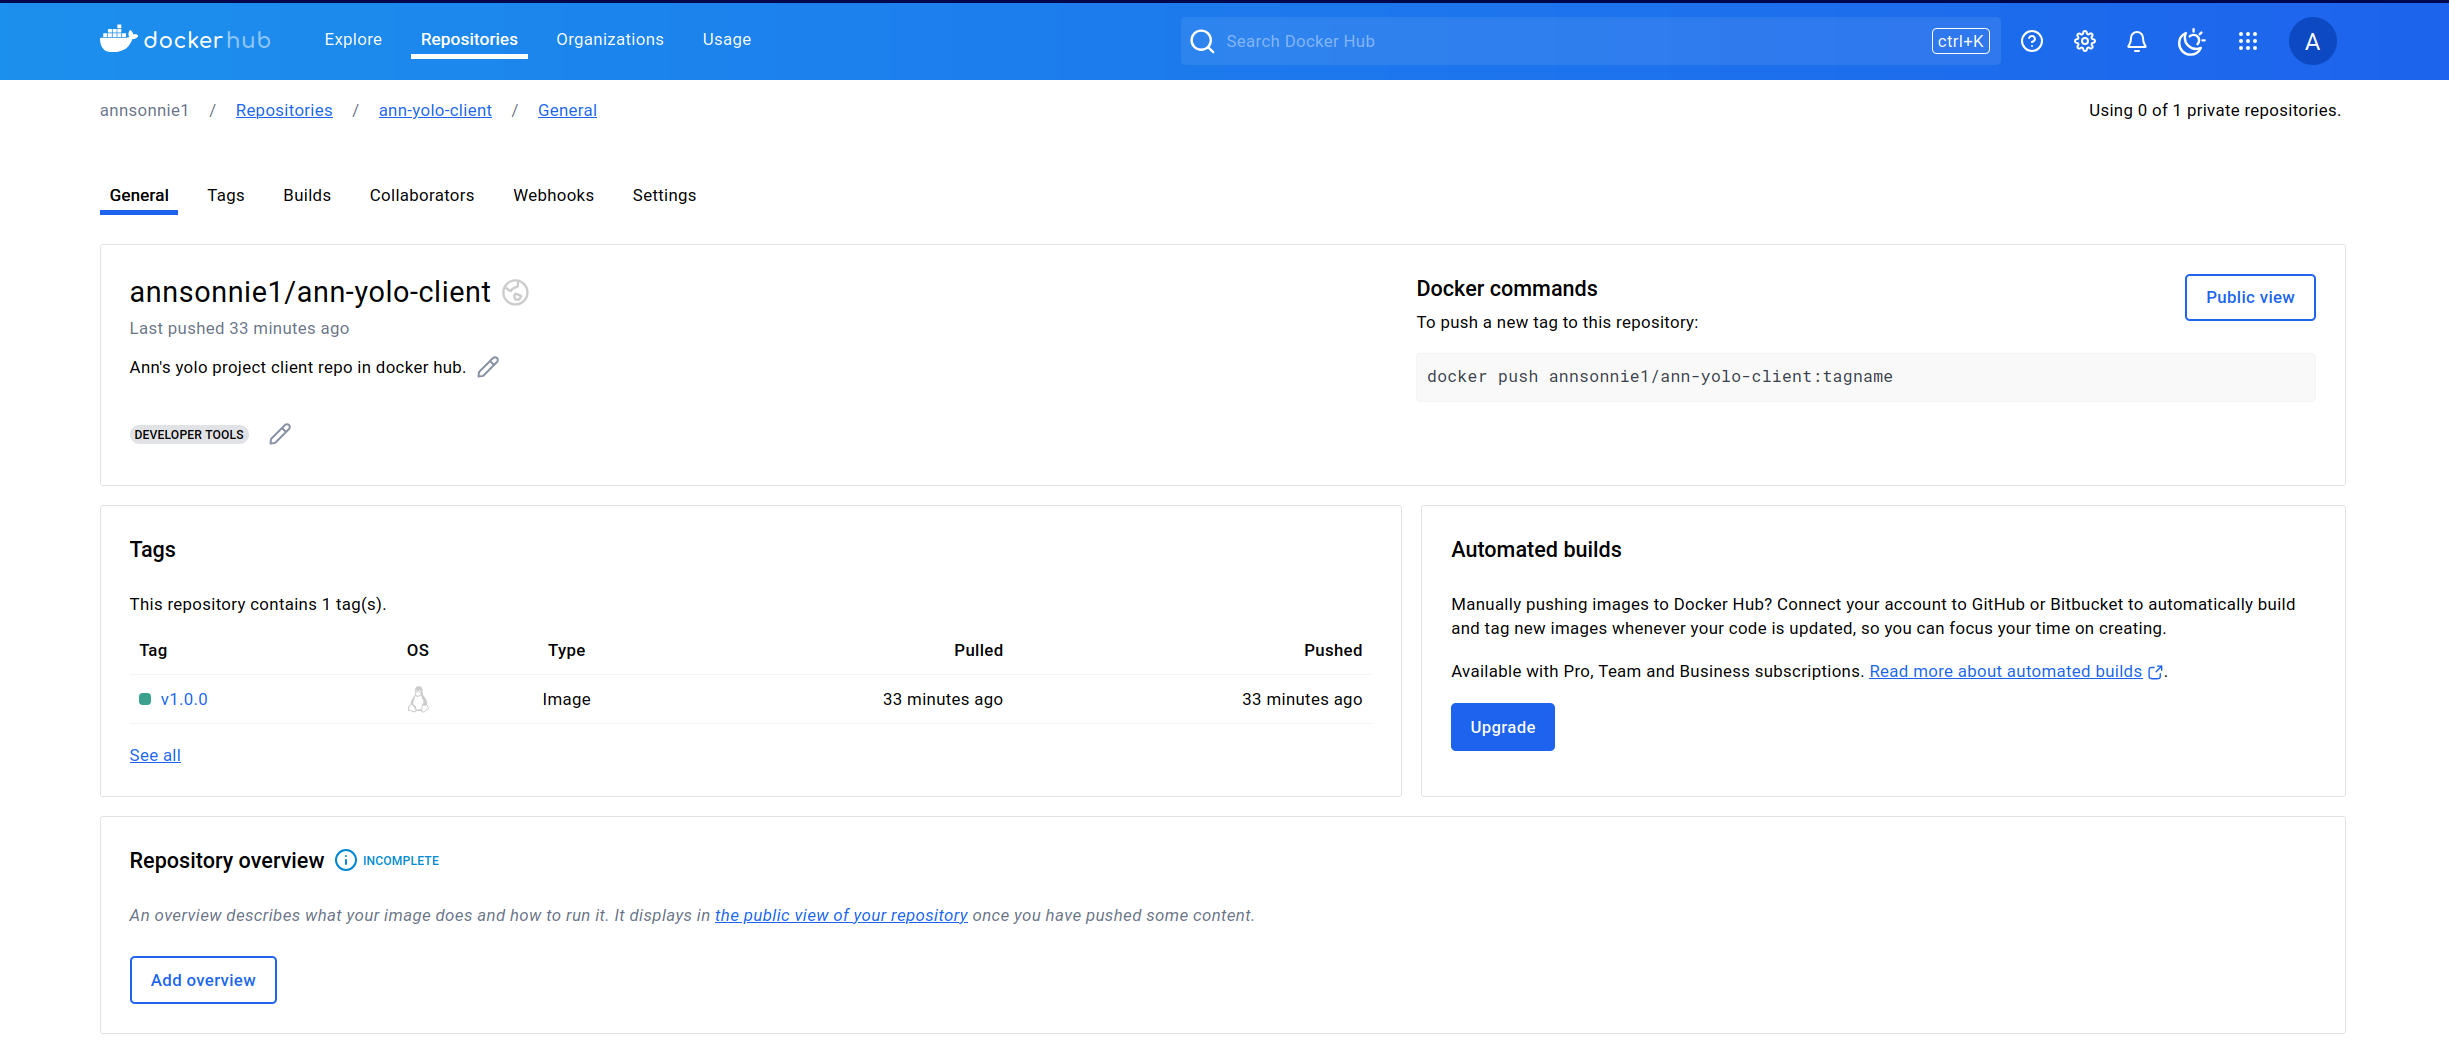 dockerhub Explore Repositories Organizations Usage Search Docker Hub ctrl+K A
annsonnie1 / Repositories / ann-yolo-client / General Using 0 of 1 private repositories.
General Tags Builds Collaborators Webhooks Settings
annsonnie1/ann-yolo-client
Last pushed 33 minutes ago
Ann's yolo project client repo in docker hub.
DEVELOPER TOOLS
Docker commands
Public view
To push a new tag to this repository:
docker push annsonnie1/ann-yolo-client:tagname
Tags
This repository contains 1 tag(s).
Tag OS Type Pulled Pushed
v1.0.0 Image 33 minutes ago 33 minutes ago
See all
Automated builds
Manually pushing images to Docker Hub? Connect your account to GitHub or Bitbucket to automatically build
and tag new images whenever your code is updated, so you can focus your time on creating.
Available with Pro, Team and Business subscriptions. Read more about automated builds.
Upgrade
Repository overview INCOMPLETE
An overview describes what your image does and how to run it. It displays in the public view of your repository once you have pushed some content.
Add overview